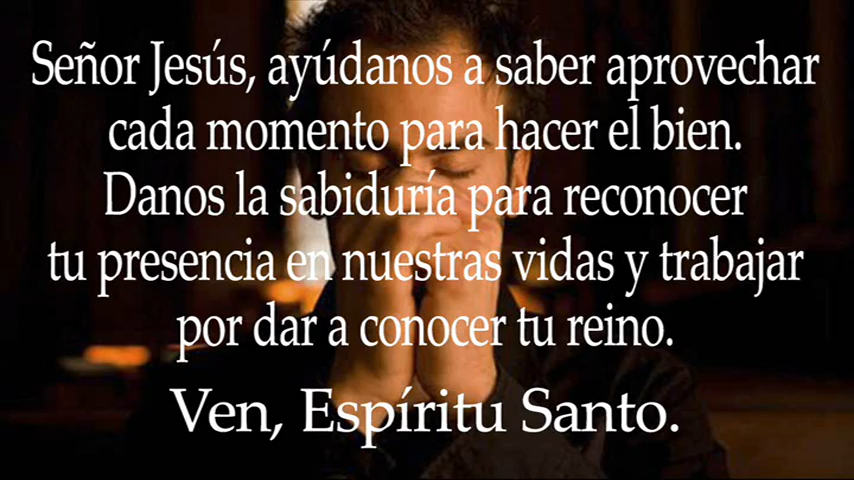 Señor Jesús, ayúdanos a saber aprovechar
cada momento para hacer el bien.
Danos la sabiduría para reconocer
tu presencia en nuestras vidas y trabajar
por dar a conocer tu reino.
Ven, Espíritu Santo.